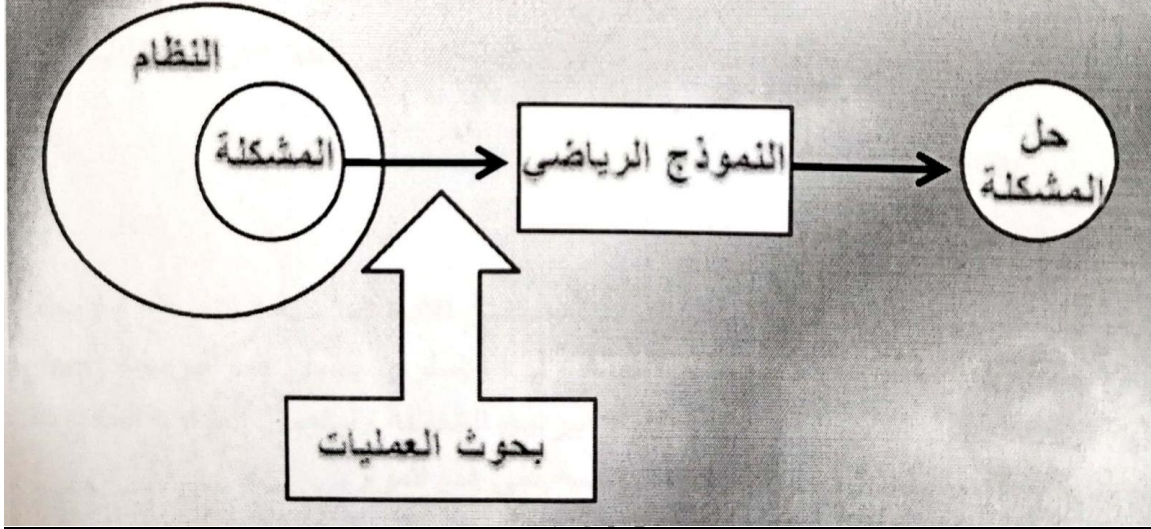 النظام
المشكلة
النموذج الرياضي
حل
المشكلة
بحوث العمليات